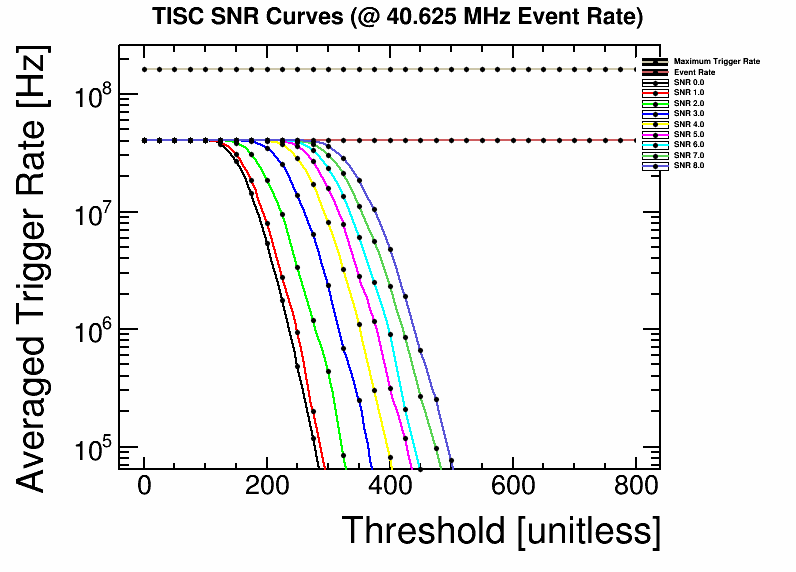 TISC SNR Curves (@ 40.625 MHz Event Rate)
Averaged Trigger Rate [Hz]
10^8
10^7
10^6
10^5
0 200 400 600 800
Threshold [unitless]
Maximum Trigger Rate
Event Rate
SNR 0.0
SNR 1.0
SNR 2.0
SNR 3.0
SNR 4.0
SNR 5.0
SNR 6.0
SNR 7.0
SNR 8.0